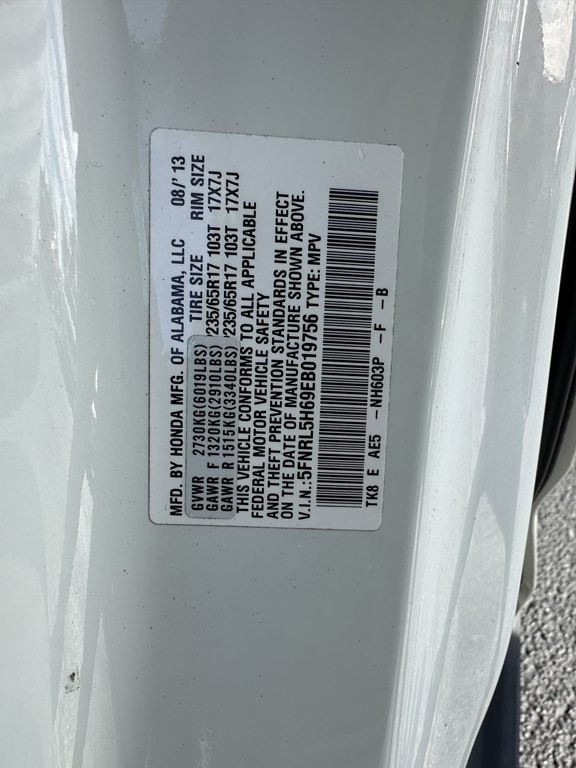 MFD. BY HONDA MFG. OF ALABAMA, LLC 08/'13
GVWR 2730KG(6019LBS) TIRE SIZE RIM SIZE
GAWR F 1320KG(2910LBS) P235/65R17 103T 17X7J
GAWR R 1515KG(3340LBS) P235/65R17 103T 17X7J
THIS VEHICLE CONFORMS TO ALL APPLICABLE
FEDERAL MOTOR VEHICLE SAFETY
AND THEFT PREVENTION STANDARDS IN EFFECT
ON THE DATE OF MANUFACTURE SHOWN ABOVE.
V.I.N.:5FNRL5H69EB019756 TYPE: MPV
TK8 E AE5 -NH603P -F -B